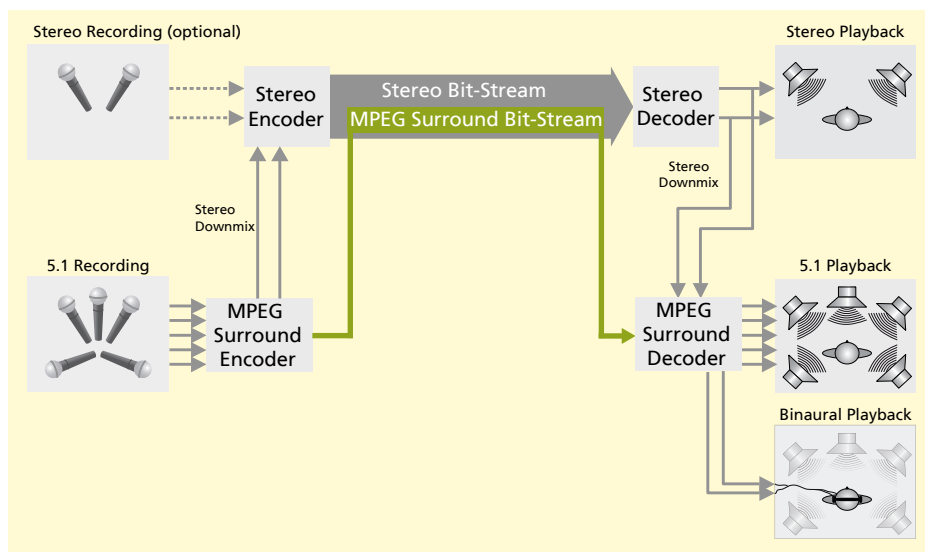 Stereo Recording (optional)
Stereo
Encoder
Stereo Bit-Stream
MPEG Surround Bit-Stream
Stereo
Decoder
Stereo Playback
Stereo
Downmix
Stereo
Downmix
5.1 Recording
MPEG
Surround
Encoder
MPEG
Surround
Decoder
5.1 Playback
Binaural Playback